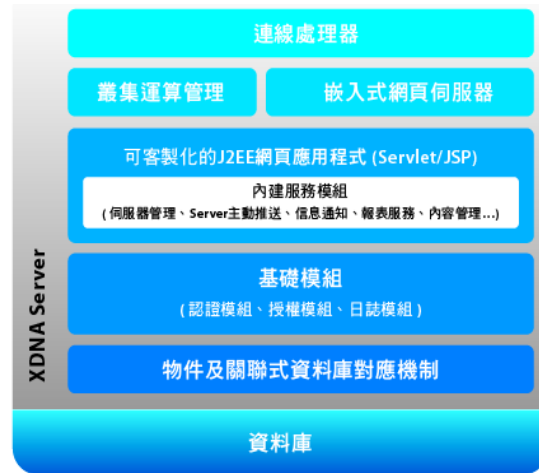 連線處理器
叢集運算管理
嵌入式網頁伺服器
可客製化的J2EE網頁應用程式 (Servlet/JSP)
內建服務模組
( 伺服器管理、Server主動推送、信息通知、報表服務、內容管理...)
基礎模組
( 認證模組、授權模組、日誌模組 )
物件及關聯式資料庫對應機制
XDNA Server
資料庫